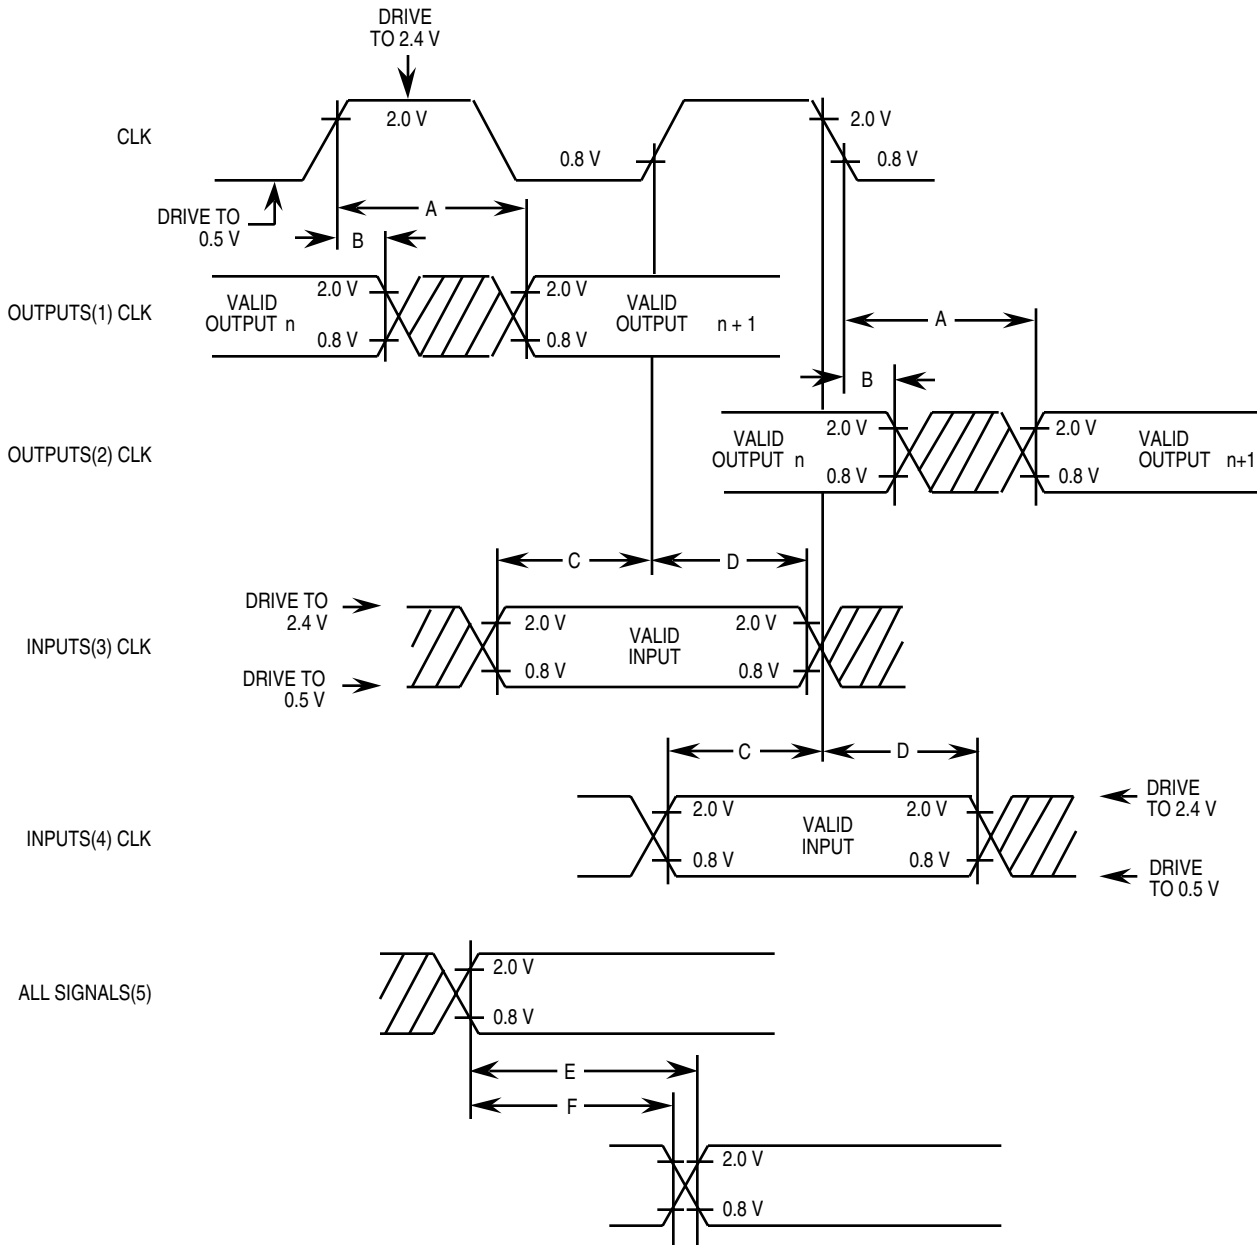 DRIVE
TO 2.4 V
CLK
2.0 V
2.0 V
0.8 V
0.8 V
DRIVE TO
0.5 V
A
B
OUTPUTS(1) CLK
VALID
OUTPUT n
2.0 V
0.8 V
2.0 V
0.8 V
VALID
OUTPUT n + 1
A
B
OUTPUTS(2) CLK
VALID
OUTPUT n
2.0 V
0.8 V
2.0 V
0.8 V
VALID
OUTPUT n+1
C
D
DRIVE TO
2.4 V
INPUTS(3) CLK
DRIVE TO
0.5 V
2.0 V
0.8 V
VALID
INPUT
2.0 V
0.8 V
C
D
INPUTS(4) CLK
2.0 V
0.8 V
VALID
INPUT
2.0 V
0.8 V
DRIVE
TO 2.4 V
DRIVE
TO 0.5 V
ALL SIGNALS(5)
2.0 V
0.8 V
E
F
2.0 V
0.8 V